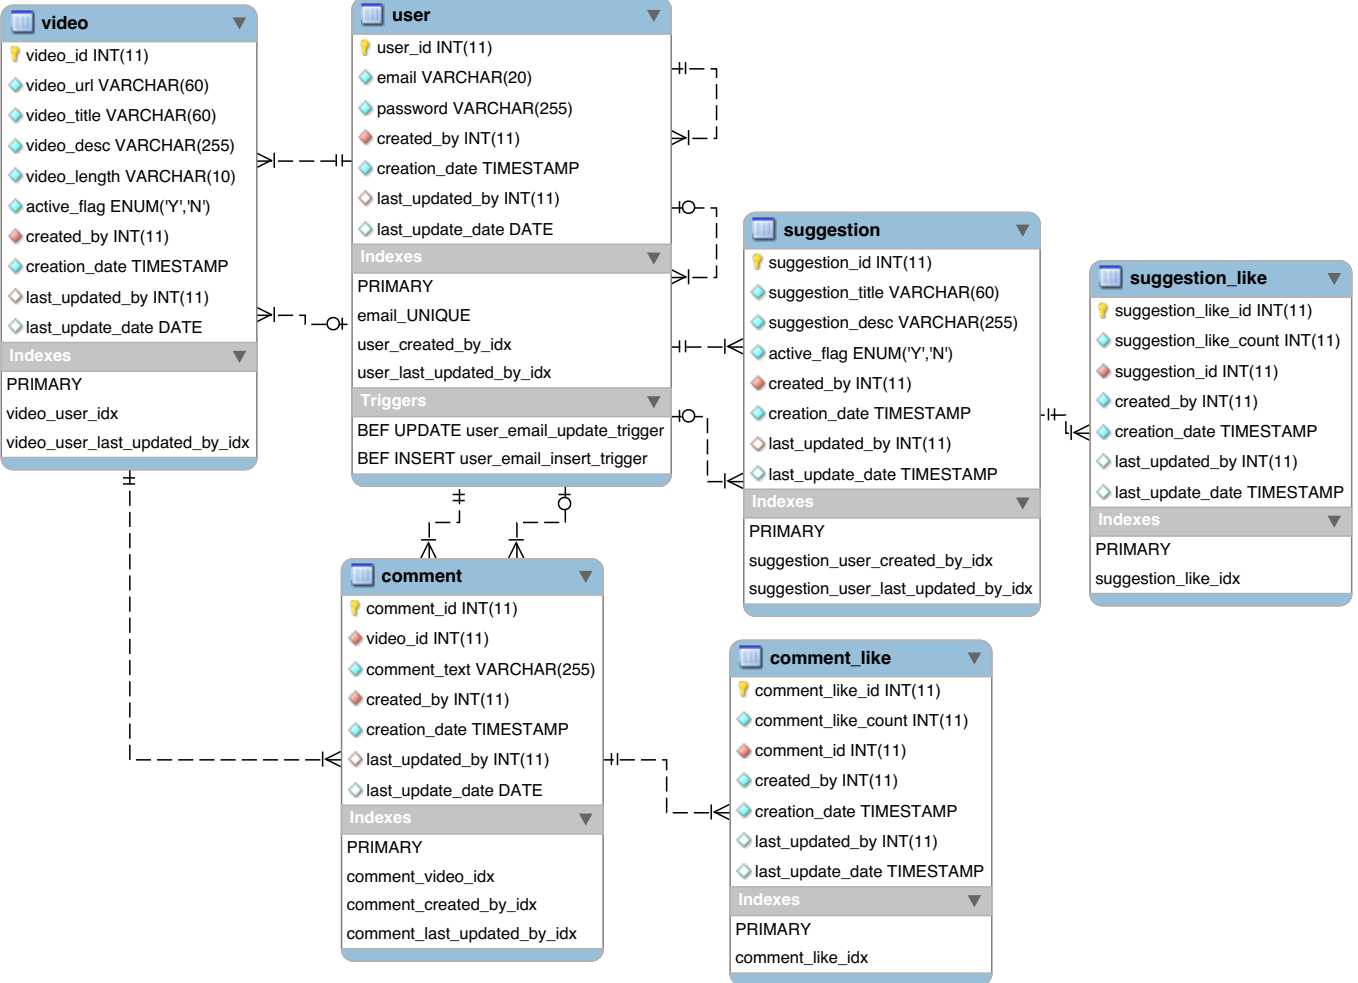 video
video_id INT(11)
video_url VARCHAR(60)
video_title VARCHAR(60)
video_desc VARCHAR(255)
video_length VARCHAR(10)
active_flag ENUM('Y','N')
created_by INT(11)
creation_date TIMESTAMP
last_updated_by INT(11)
last_update_date DATE
Indexes
PRIMARY
video_user_idx
video_user_last_updated_by_idx
user
user_id INT(11)
email VARCHAR(20)
password VARCHAR(255)
created_by INT(11)
creation_date TIMESTAMP
last_updated_by INT(11)
last_update_date DATE
Indexes
PRIMARY
email_UNIQUE
user_created_by_idx
user_last_updated_by_idx
Triggers
BEF UPDATE user_email_update_trigger
BEF INSERT user_email_insert_trigger
suggestion
suggestion_id INT(11)
suggestion_title VARCHAR(60)
suggestion_desc VARCHAR(255)
active_flag ENUM('Y','N')
created_by INT(11)
creation_date TIMESTAMP
last_updated_by INT(11)
last_update_date TIMESTAMP
Indexes
PRIMARY
suggestion_user_created_by_idx
suggestion_user_last_updated_by_idx
suggestion_like
suggestion_like_id INT(11)
suggestion_like_count INT(11)
suggestion_id INT(11)
created_by INT(11)
creation_date TIMESTAMP
last_updated_by INT(11)
last_update_date TIMESTAMP
Indexes
PRIMARY
suggestion_like_idx
comment
comment_id INT(11)
video_id INT(11)
comment_text VARCHAR(255)
created_by INT(11)
creation_date TIMESTAMP
last_updated_by INT(11)
last_update_date DATE
Indexes
PRIMARY
comment_video_idx
comment_created_by_idx
comment_last_updated_by_idx
comment_like
comment_like_id INT(11)
comment_like_count INT(11)
comment_id INT(11)
created_by INT(11)
creation_date TIMESTAMP
last_updated_by INT(11)
last_update_date TIMESTAMP
Indexes
PRIMARY
comment_like_idx